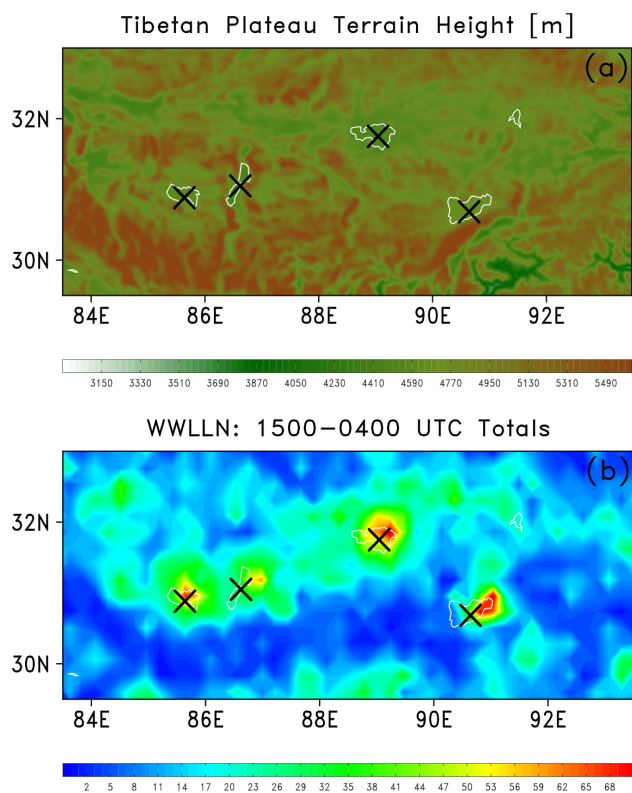 Tibetan Plateau Terrain Height [m]
(a)
32N
30N
84E 86E 88E 90E 92E
3150 3330 3510 3690 3870 4050 4230 4410 4590 4770 4950 5130 5310 5490
WWLLN: 1500-0400 UTC Totals
(b)
32N
30N
84E 86E 88E 90E 92E
2 5 8 11 14 17 20 23 26 29 32 35 38 41 44 47 50 53 56 59 62 65 68